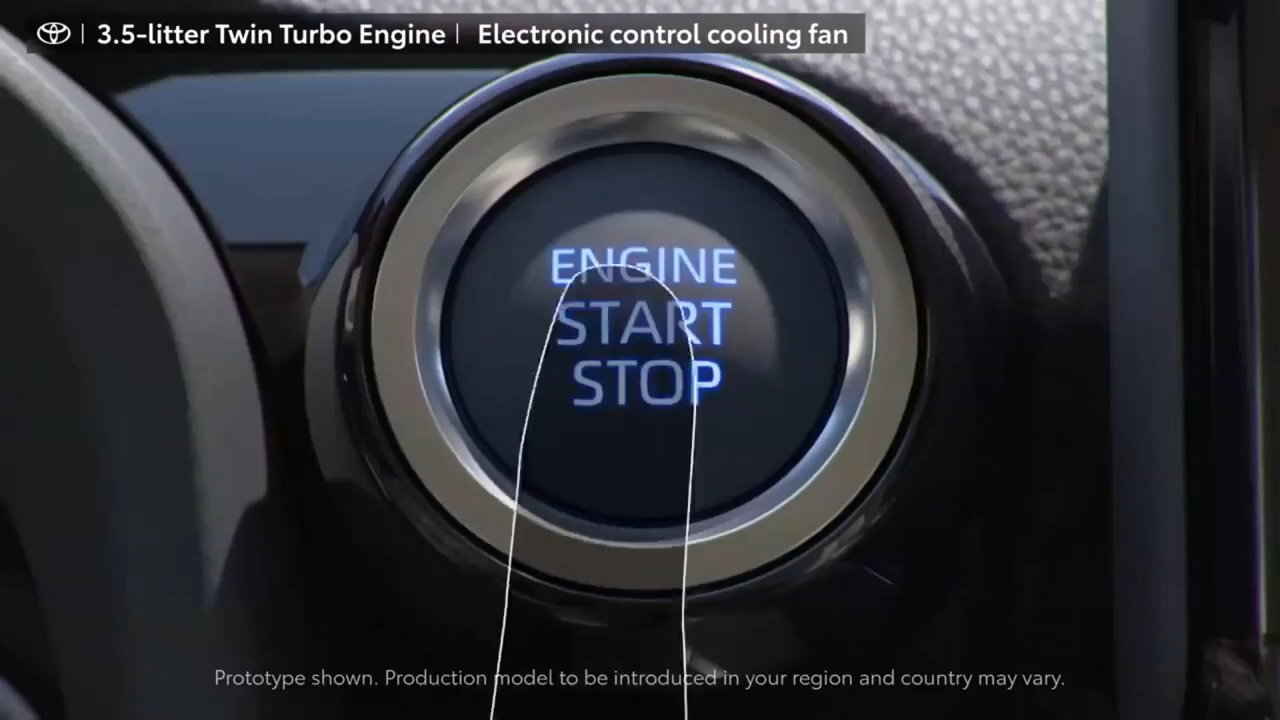 3.5-litter Twin Turbo Engine | Electronic control cooling fan
ENGINE
START
STOP
Prototype shown. Production model to be introduced in your region and country may vary.